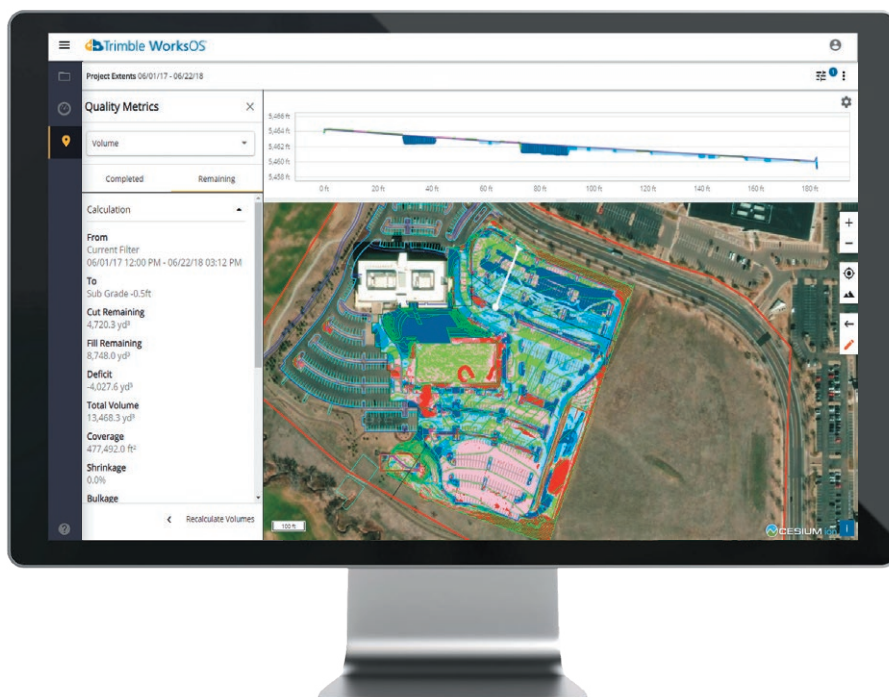 Trimble WorksOS
Project Extents 06/01/17 - 06/22/18
1
Quality Metrics
Volume
Completed
Remaining
Calculation
From
Current Filter
06/01/17 12:00 PM - 06/22/18 03:12 PM
To
Sub Grade -0.5ft
Cut Remaining
4,720.3 yd³
Fill Remaining
8,748.0 yd³
Deficit
-4,027.6 yd³
Total Volume
13,468.3 yd³
Coverage
477,492.0 ft²
Shrinkage
0.0%
Bulkage
Recalculate Volumes
5,466 ft
5,464 ft
5,462 ft
5,460 ft
5,458 ft
0 ft 20 ft 40 ft 60 ft 80 ft 100 ft 120 ft 140 ft 160 ft 180 ft
100 ft
CESIUM ion